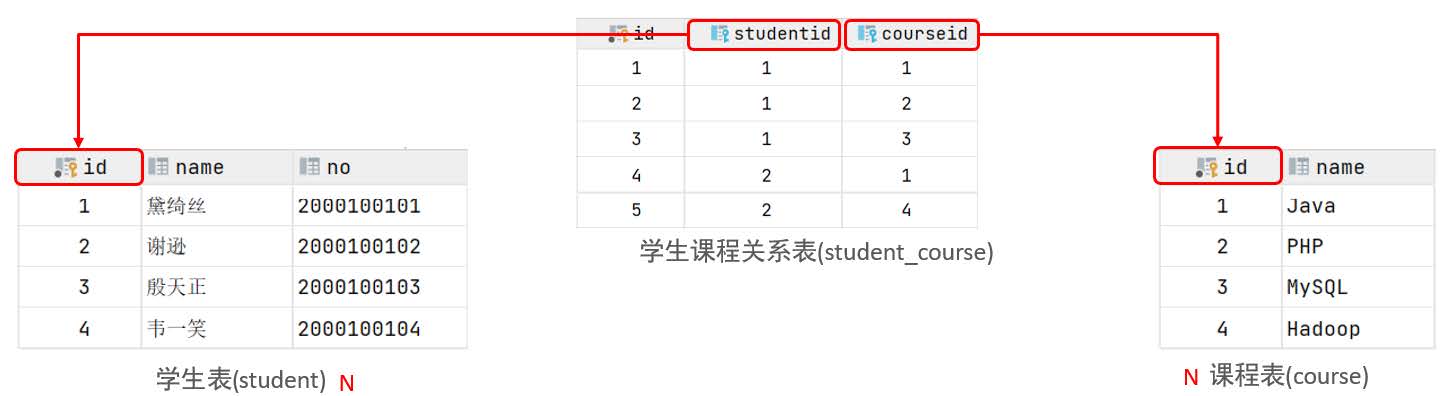 id studentid courseid
1 1 1
2 1 2
3 1 3
4 2 1
5 2 4
学生课程关系表(student_course)
id name no
1 黛绮丝 2000100101
2 谢逊 2000100102
3 殷天正 2000100103
4 韦一笑 2000100104
学生表(student) N
id name
1 Java
2 PHP
3 MySQL
4 Hadoop
N 课程表(course)